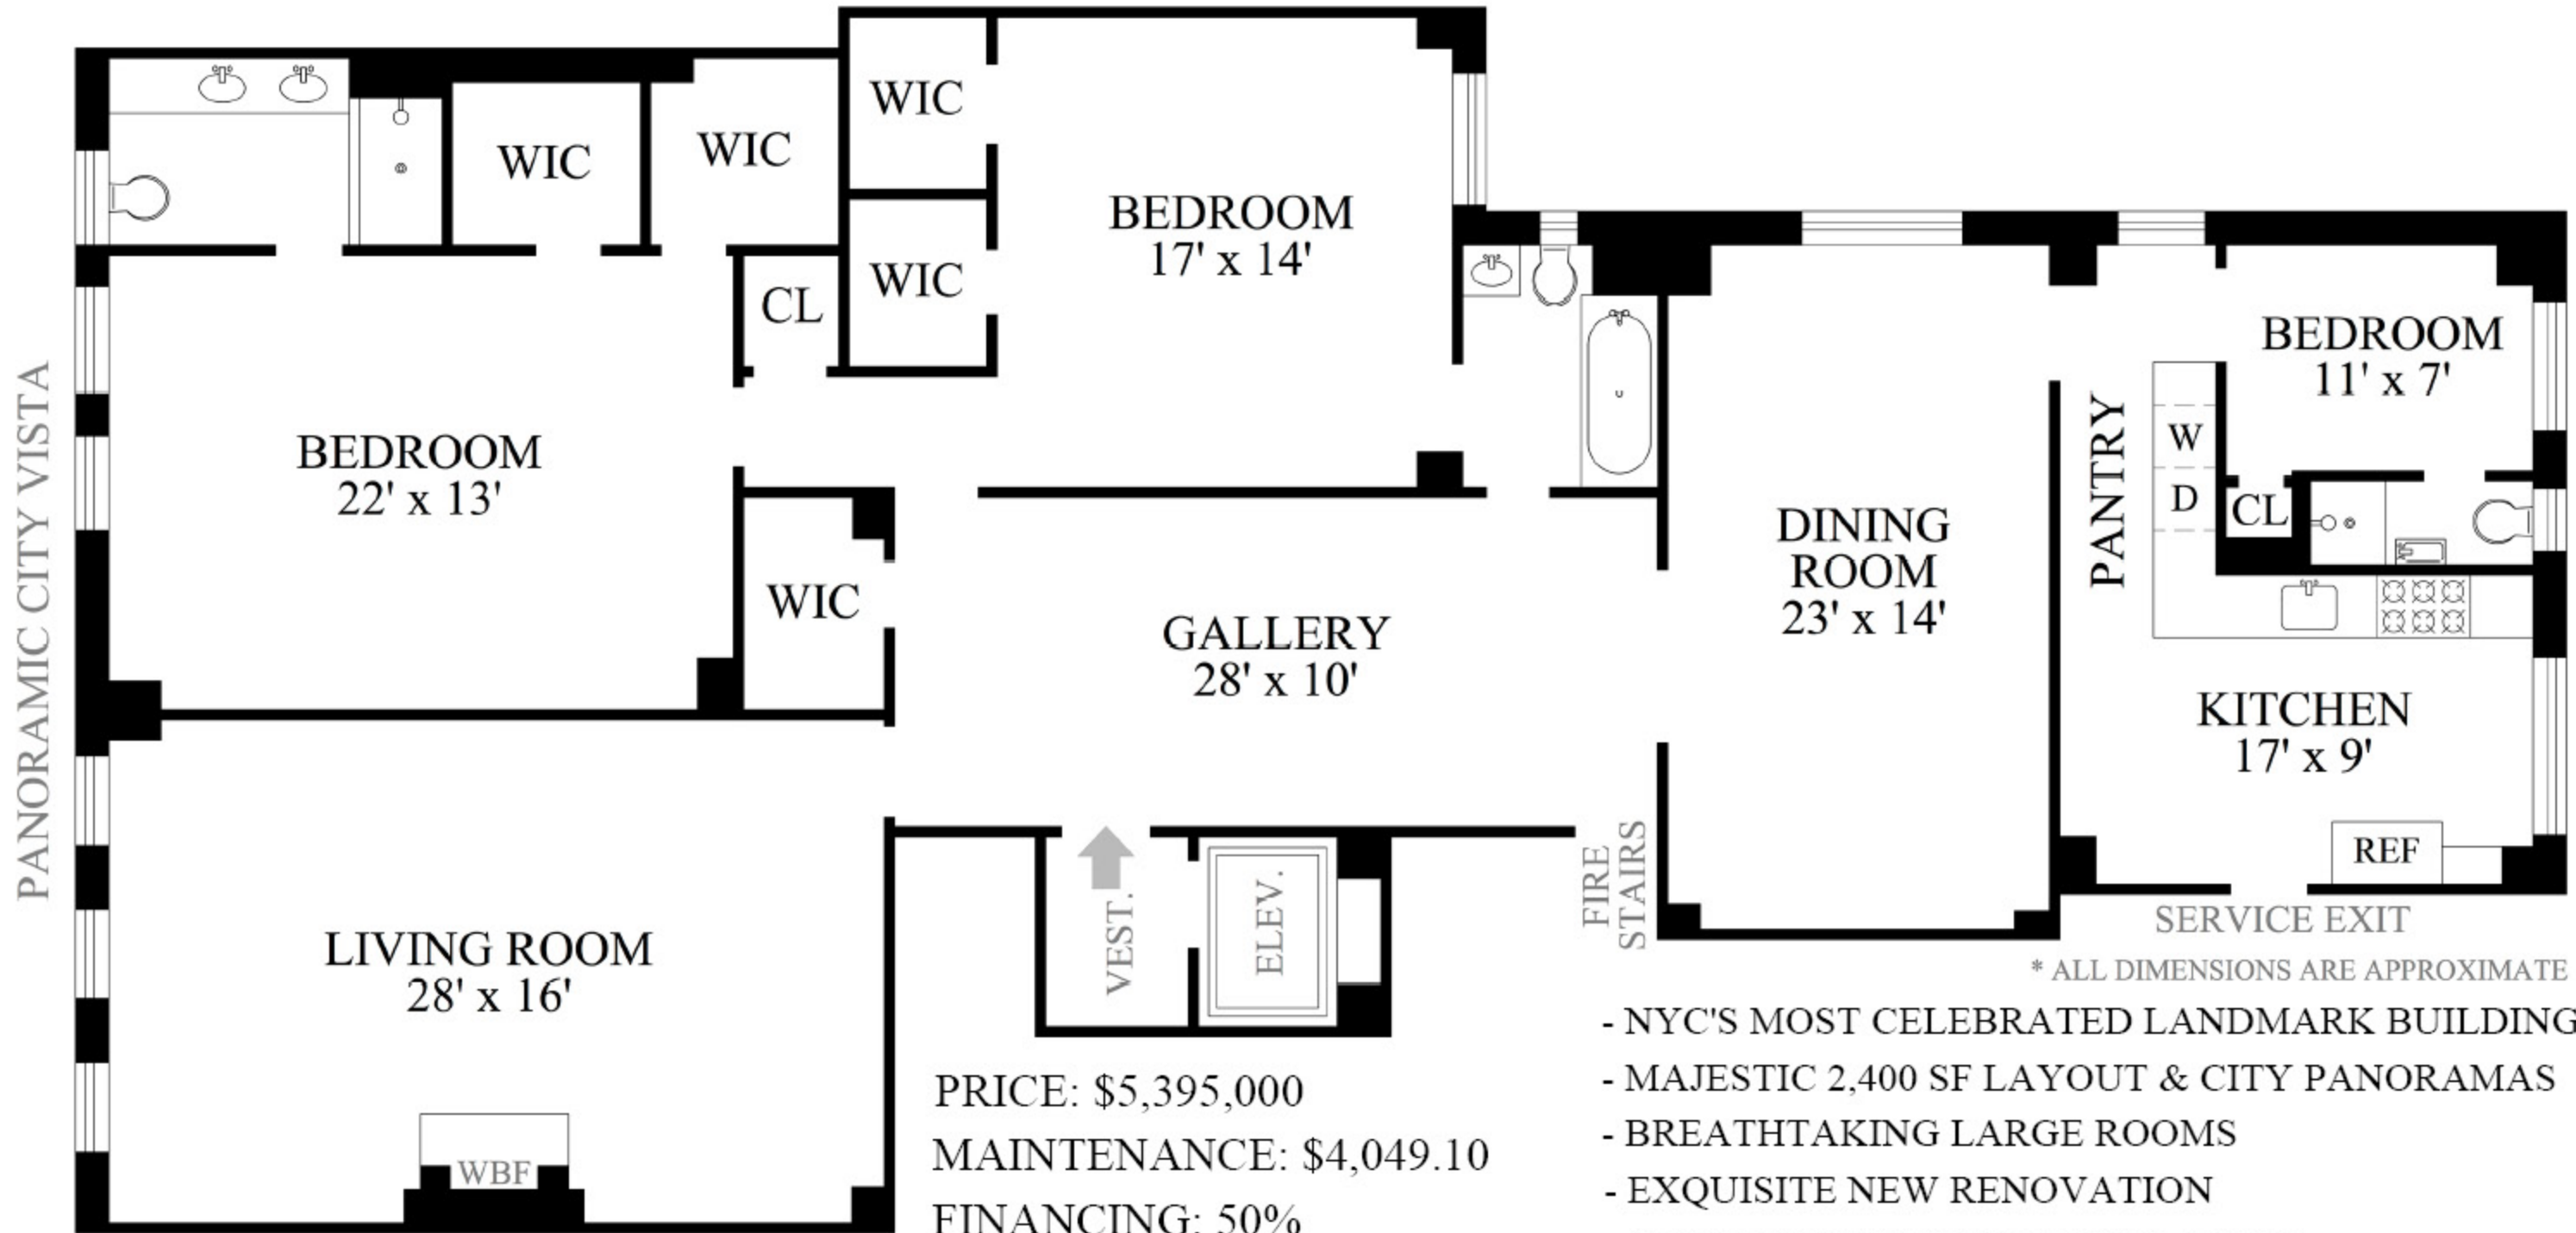 PANORAMIC CITY VISTA
WIC
WIC
WIC
WIC
CL
BEDROOM
17' x 14'
BEDROOM
22' x 13'
WIC
GALLERY
28' x 10'
DINING
ROOM
23' x 14'
PANTRY
W
D
BEDROOM
11' x 7'
CL
KITCHEN
17' x 9'
REF
LIVING ROOM
28' x 16'
WBF
VEST.
ELEV.
FIRE
STAIRS
SERVICE EXIT
* ALL DIMENSIONS ARE APPROXIMATE
PRICE: $5,395,000
MAINTENANCE: $4,049.10
FINANCING: 50%
- NYC'S MOST CELEBRATED LANDMARK BUILDING
- MAJESTIC 2,400 SF LAYOUT & CITY PANORAMAS
- BREATHTAKING LARGE ROOMS
- EXQUISITE NEW RENOVATION